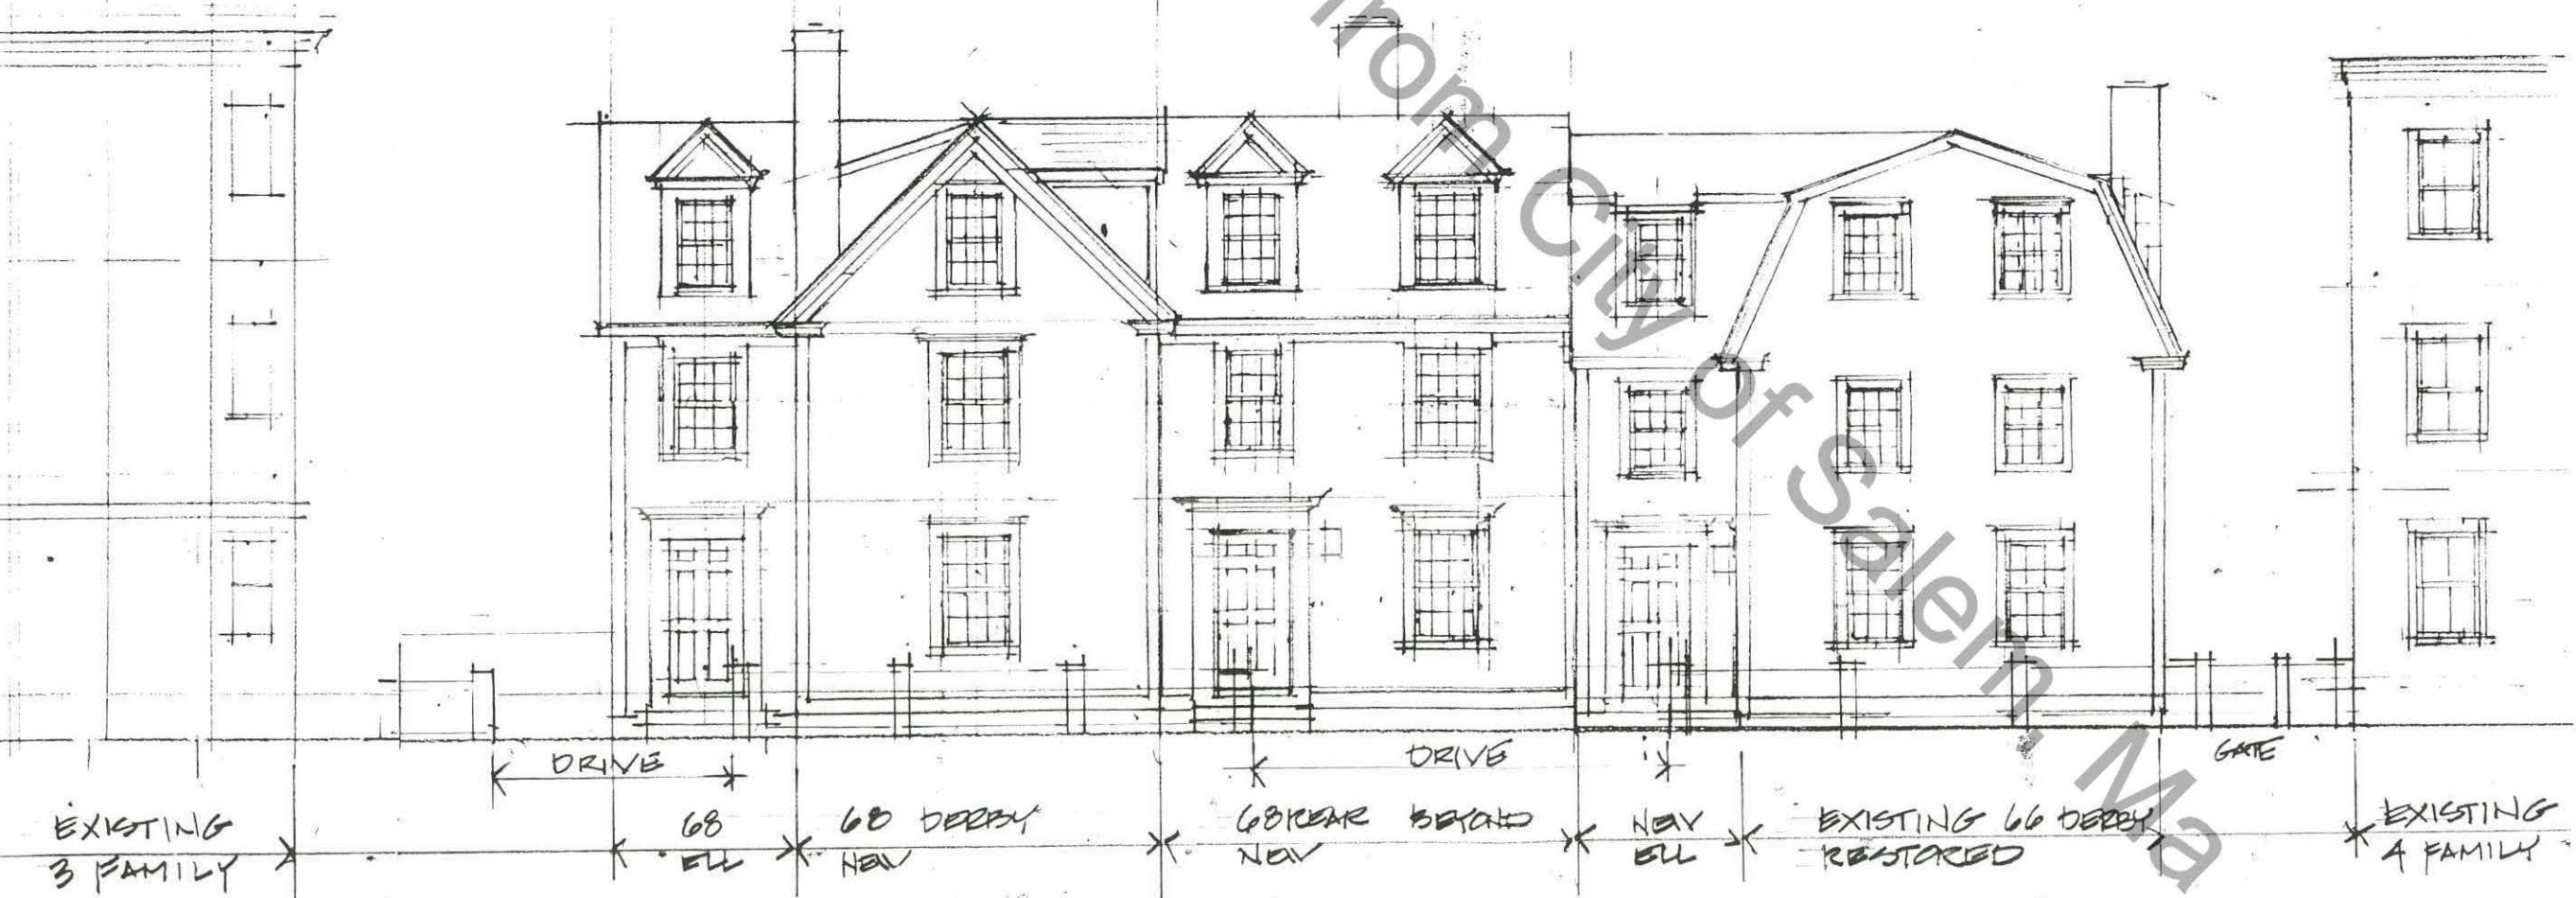 from City of Salem, Ma
DRIVE
DRIVE
GATE
EXISTING
3 FAMILY
68
ELL
68 DERBY
NEW
68 REAR BEYOND
NEW
NEW
ELL
EXISTING 66 DERBY
RESTORED
EXISTING
4 FAMILY